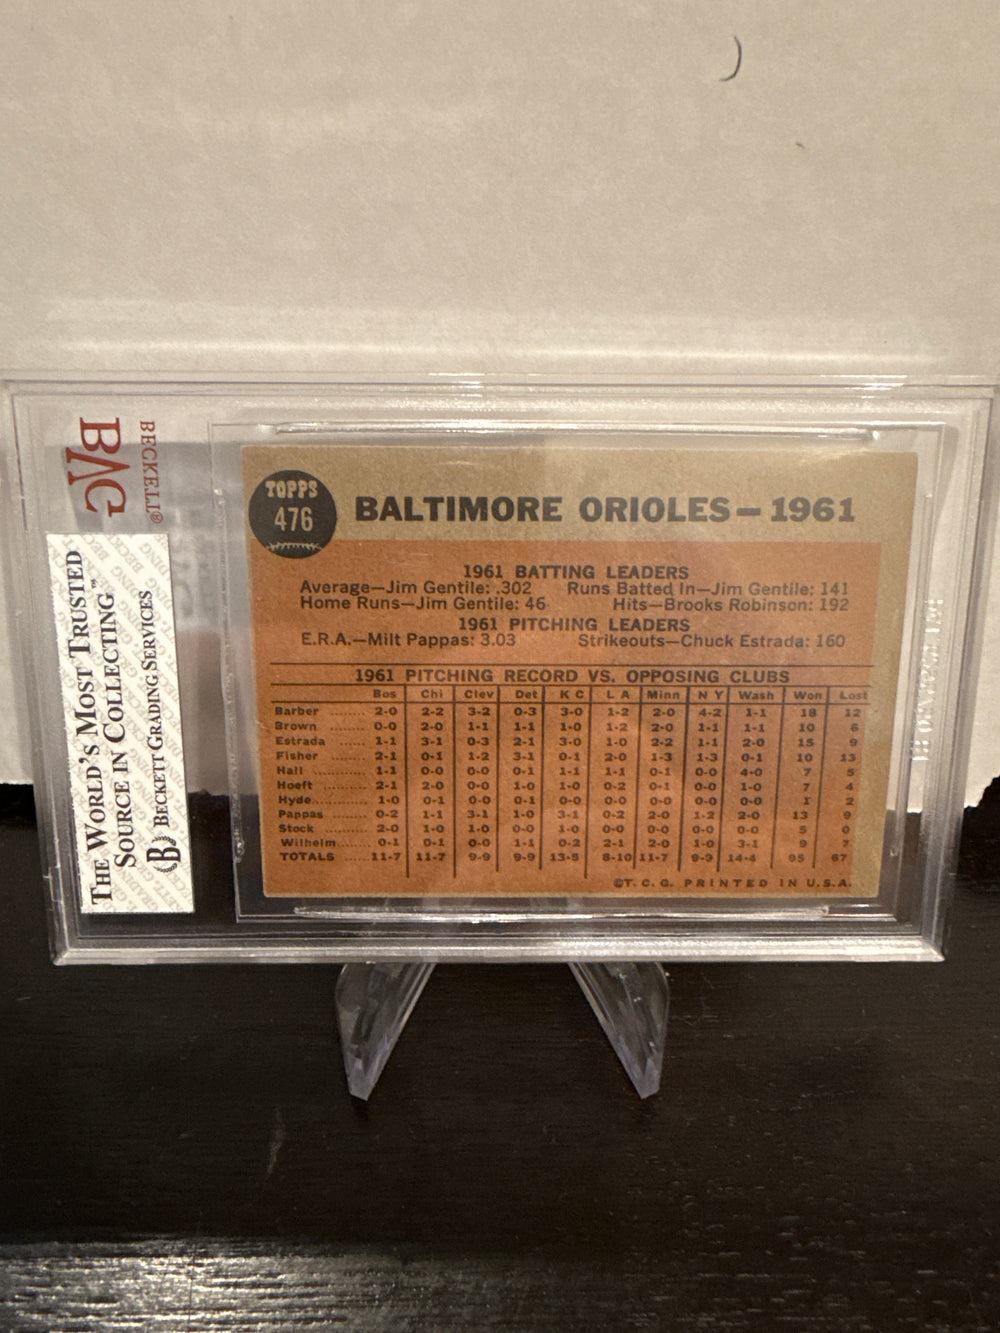 BECKETT®
BVG
THE WORLD'S MOST TRUSTED
SOURCE IN COLLECTING™
B BECKETT GRADING SERVICES
TOPPS
476
BALTIMORE ORIOLES—1961
1961 BATTING LEADERS
Average—Jim Gentile: .302 Runs Batted In—Jim Gentile: 141
Home Runs—Jim Gentile: 46 Hits—Brooks Robinson: 192
1961 PITCHING LEADERS
E.R.A.—Milt Pappas: 3.03 Strikeouts—Chuck Estrada: 160
1961 PITCHING RECORD VS. OPPOSING CLUBS
Bos Chi Clev Det K C L A Minn N Y Wash Won Lost
Barber ........ 2-0 2-2 3-2 0-3 3-0 1-2 2-0 4-2 1-1 18 12
Brown ........ 0-0 2-0 1-1 1-1 1-0 1-2 2-0 1-1 1-1 10 6
Estrada ...... 1-1 3-1 0-3 2-1 3-0 1-0 2-2 1-1 2-0 15 9
Fisher ........ 2-1 0-1 1-2 3-1 0-1 2-0 1-3 1-3 0-1 10 13
Hall ........ 1-1 0-0 0-0 0-1 1-1 1-1 0-1 0-0 4-0 7 5
Hoeft ........ 2-1 2-0 0-0 1-0 1-0 0-2 0-1 0-0 1-0 7 4
Hyde........ 1-0 0-1 0-0 0-1 0-0 0-0 0-0 0-0 0-0 1 2
Pappas ........ 0-2 1-1 3-1 1-0 3-1 0-2 2-0 1-2 2-0 13 9
Stock ........ 2-0 1-0 1-0 0-0 1-0 0-0 0-0 0-0 0-0 5 0
Wilhelm ...... 0-1 0-1 0-0 1-1 0-2 2-1 2-0 1-0 3-1 9 7
TOTALS 11-7 11-7 9-9 9-9 13-5 8-10 11-7 9-9 14-4 95 67
©T. C. G. PRINTED IN U.S.A.